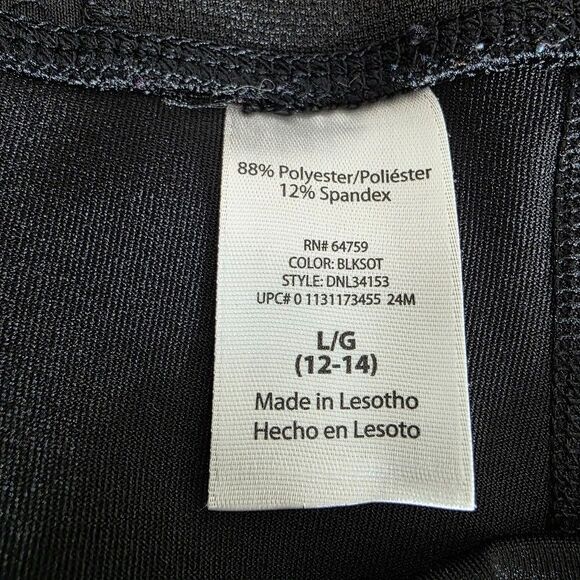 88% Polyester/Poliéster
12% Spandex
RN# 64759
COLOR: BLKSOT
STYLE: DNL34153
UPC# 0 1131173455 24M
L/G
(12-14)
Made in Lesotho
Hecho en Lesoto